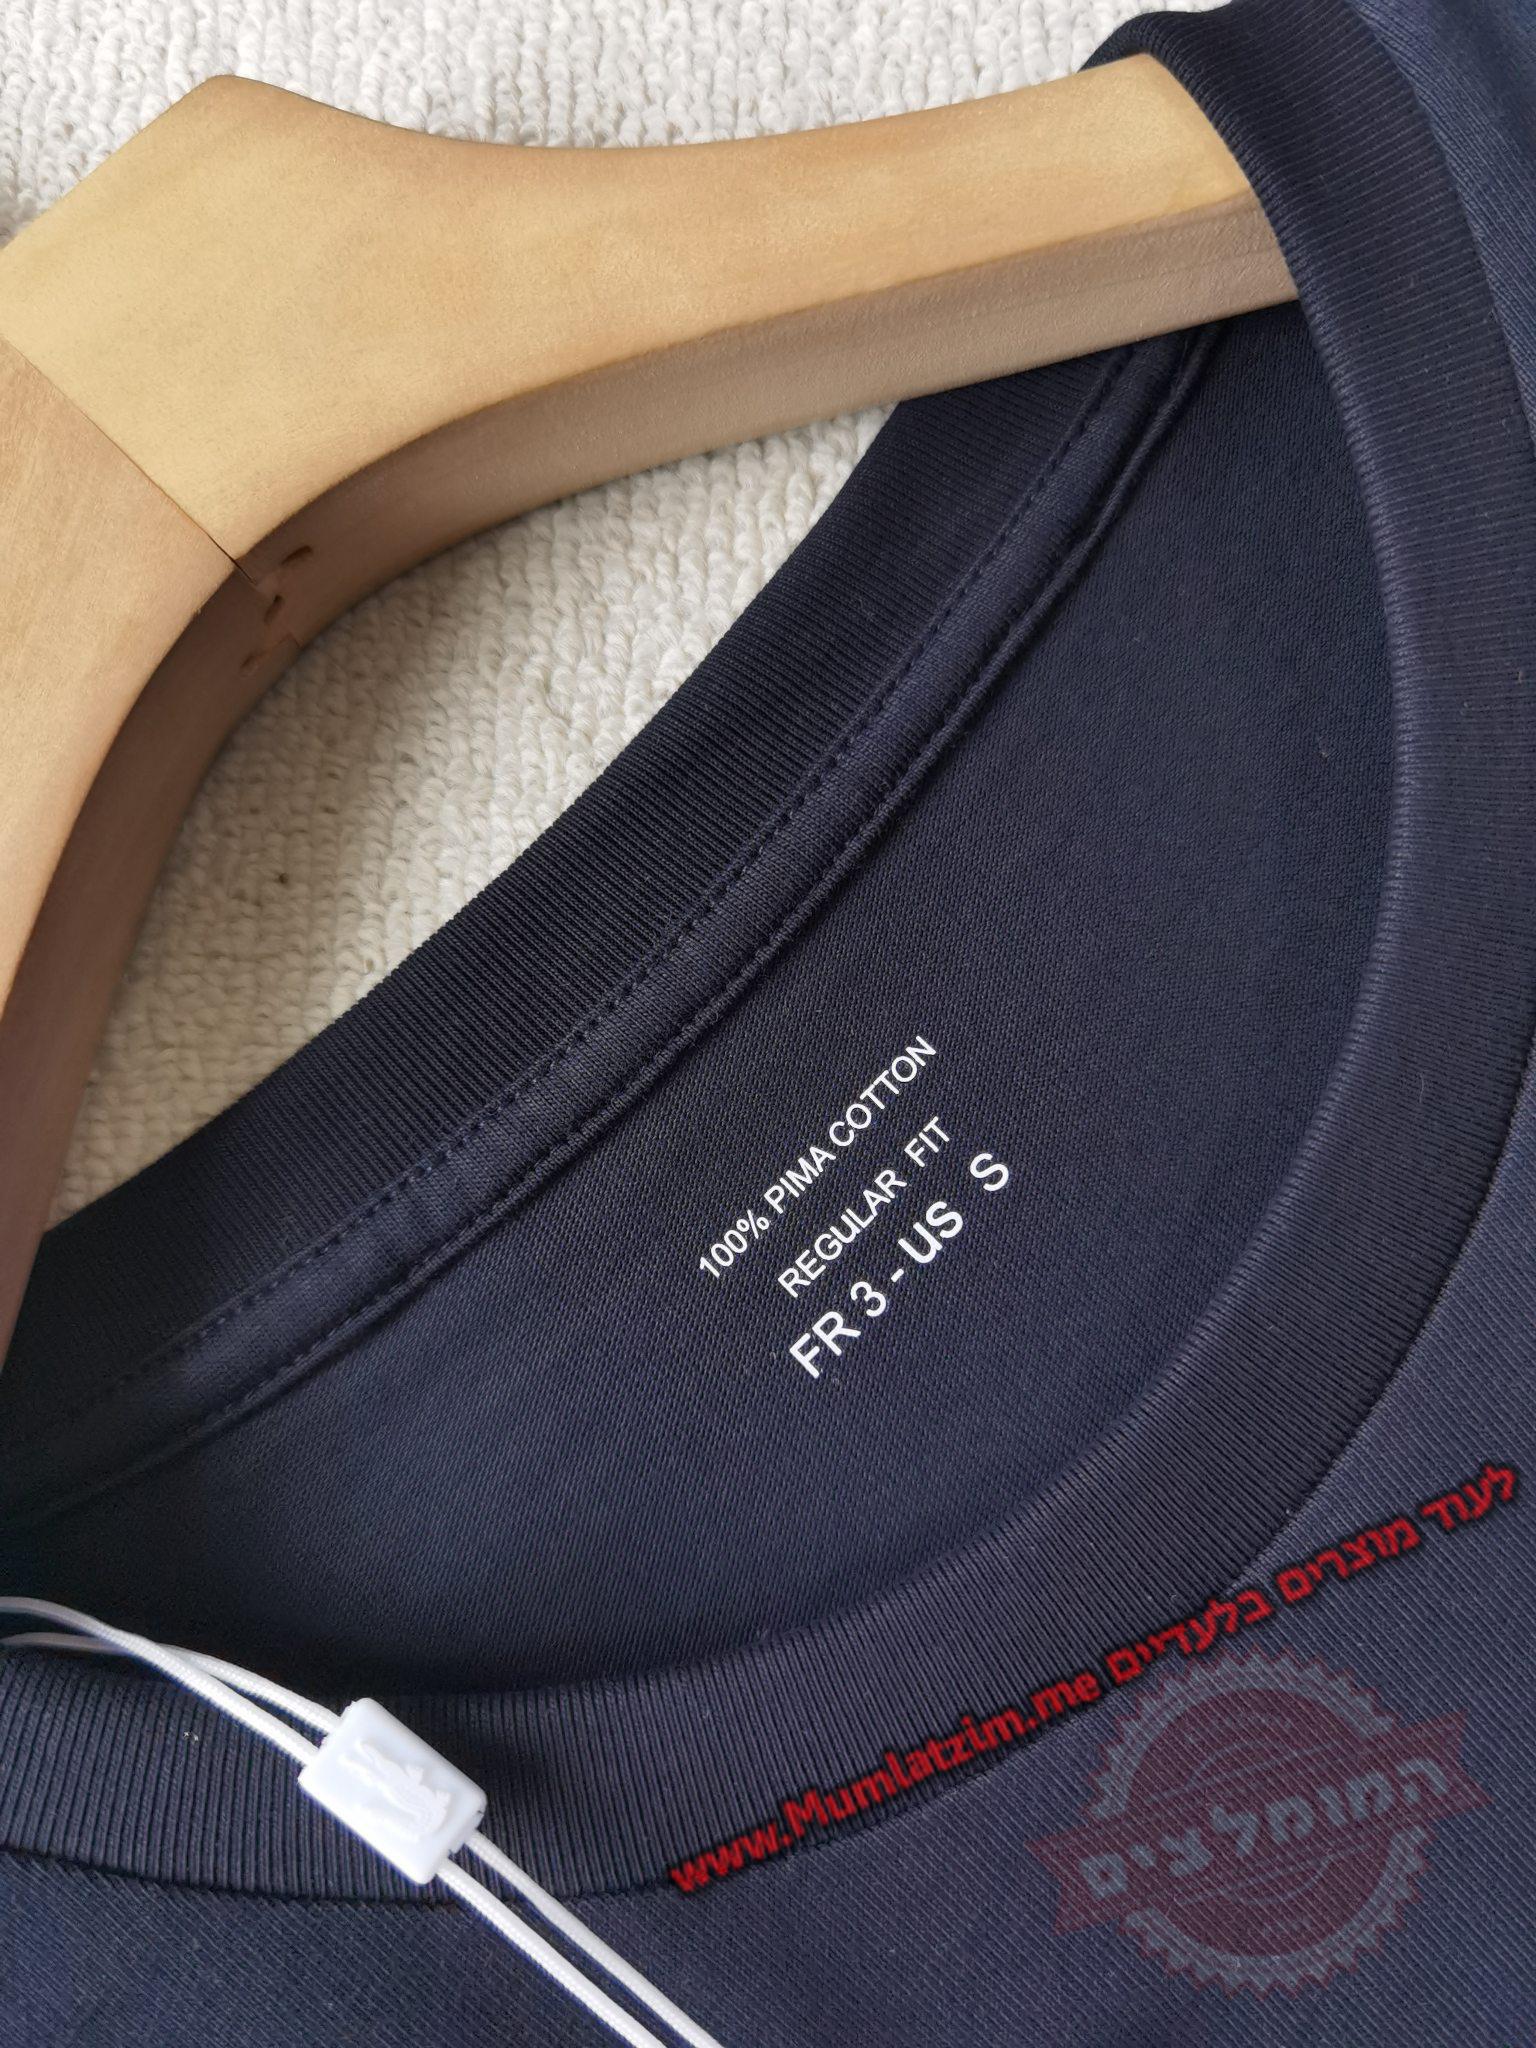 100% PIMA COTTON
REGULAR FIT
FR 3 - US S
לעוד מוצרים בלעדיים www.Mumlatzim.me
המומלצים